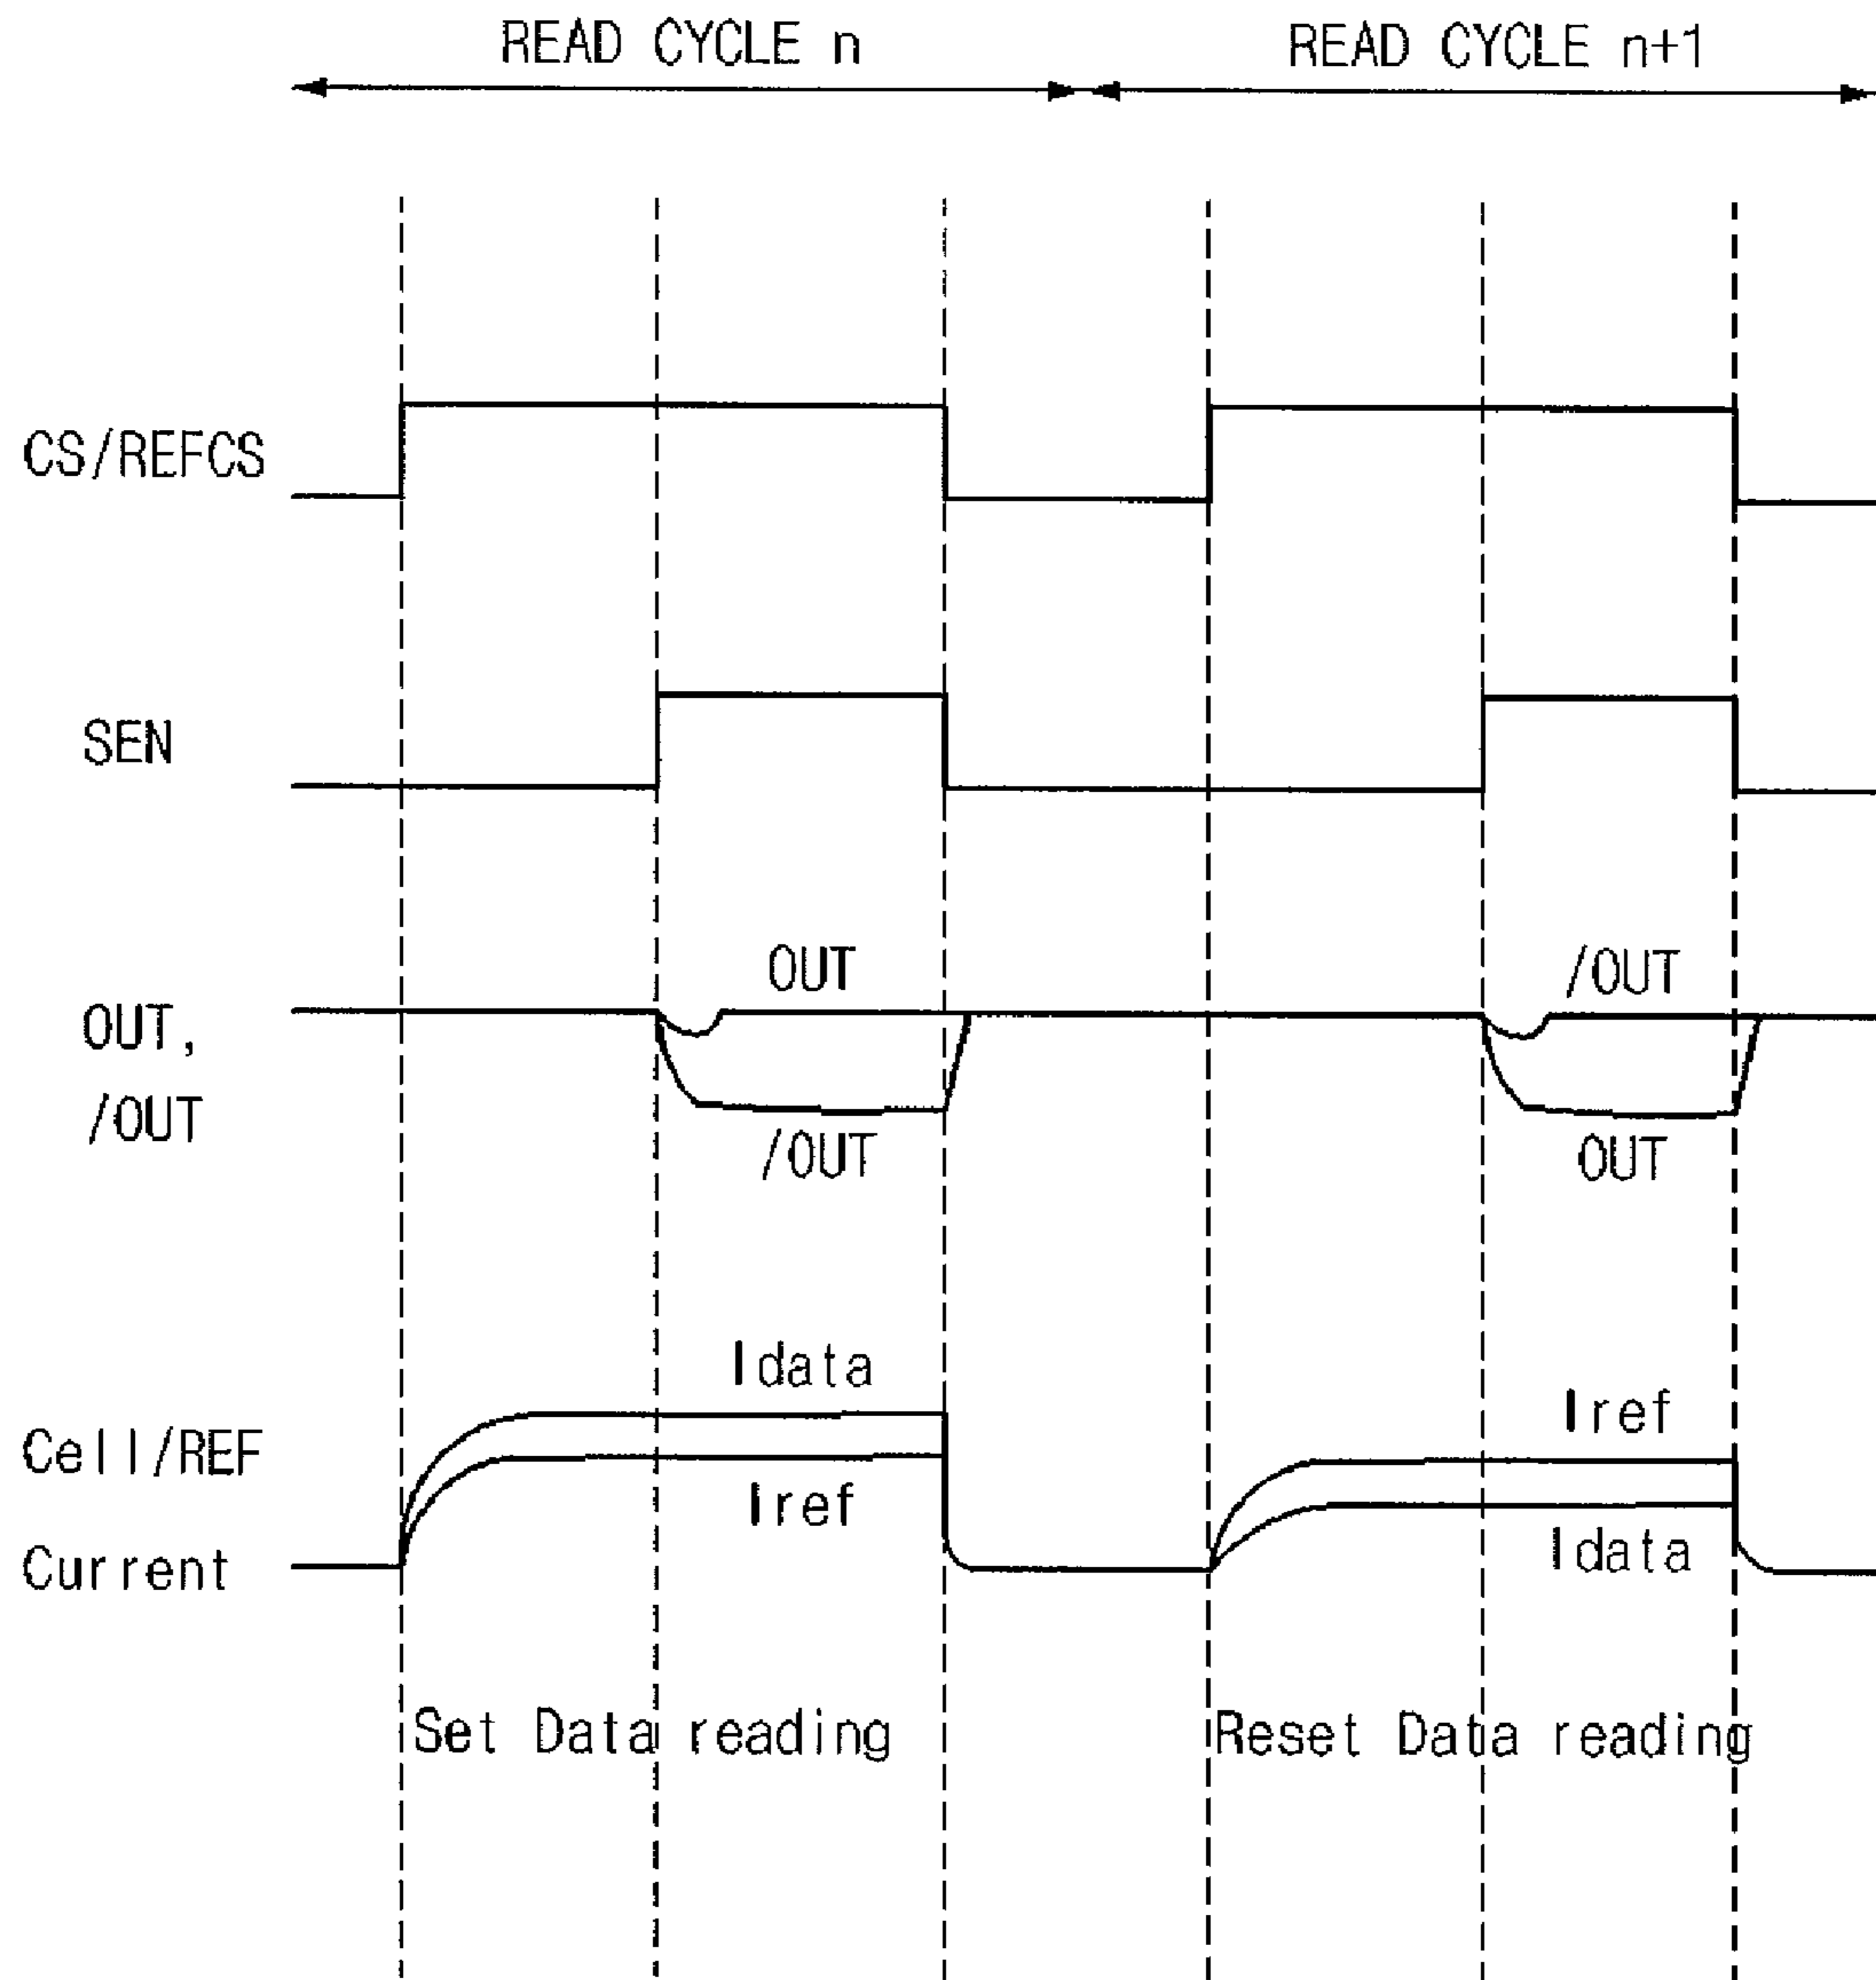 READ CYCLE n
READ CYCLE n+1
CS/REFCS
SEN
OUT
/OUT
OUT,
/OUT
/OUT
OUT
Idata
Iref
Cell/REF
Iref
Idata
Current
Set Data reading
Reset Data reading